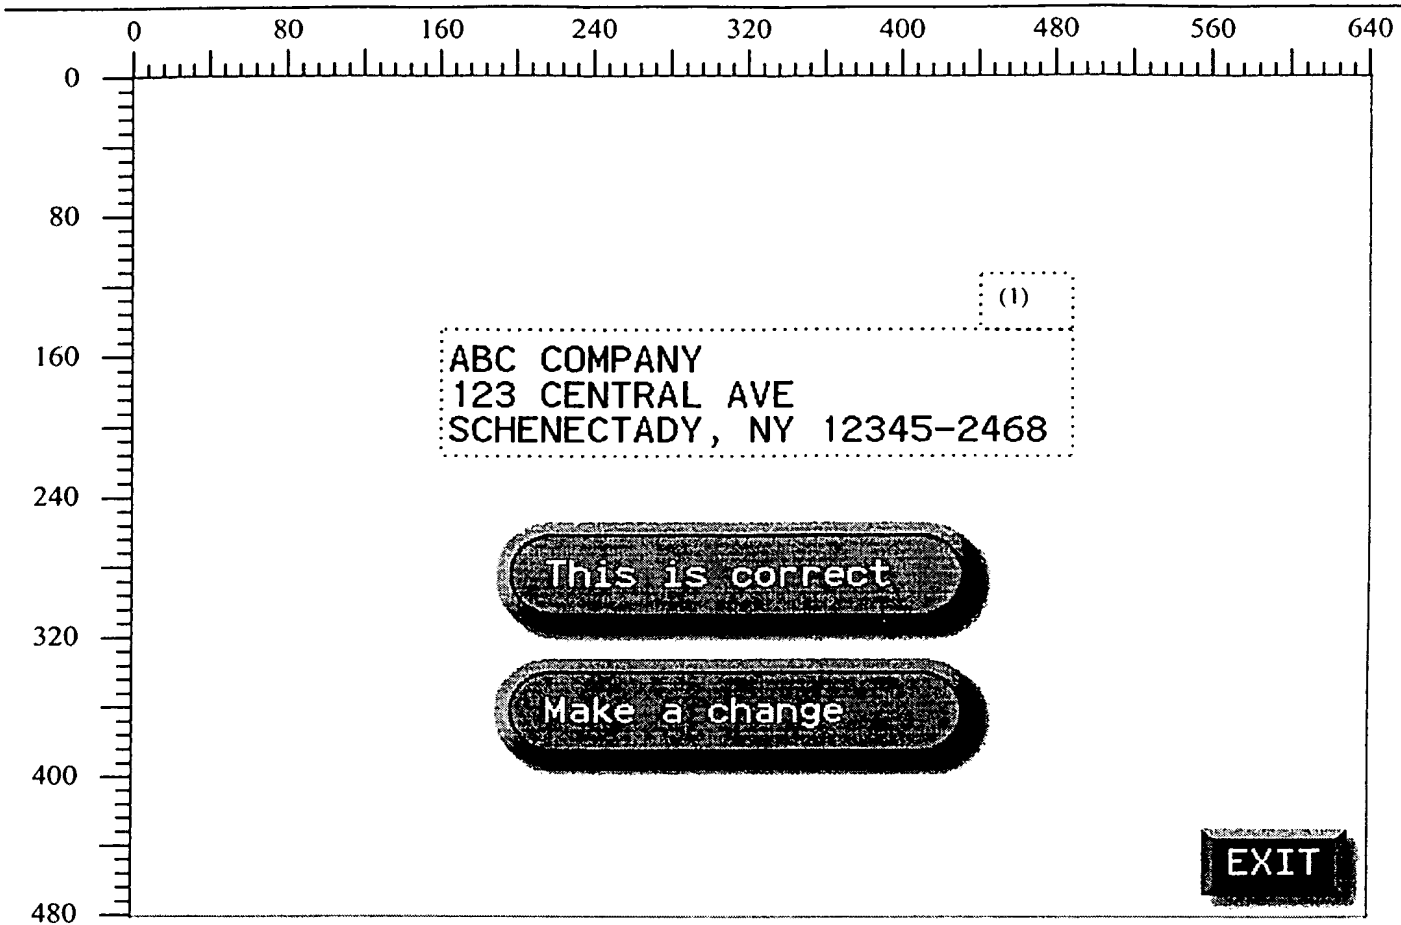 0 80 160 240 320 400 480 560 640
0
80
(1)
160
ABC COMPANY
123 CENTRAL AVE
SCHENECTADY, NY 12345-2468
240
This is correct
320
Make a change
400
EXIT
480